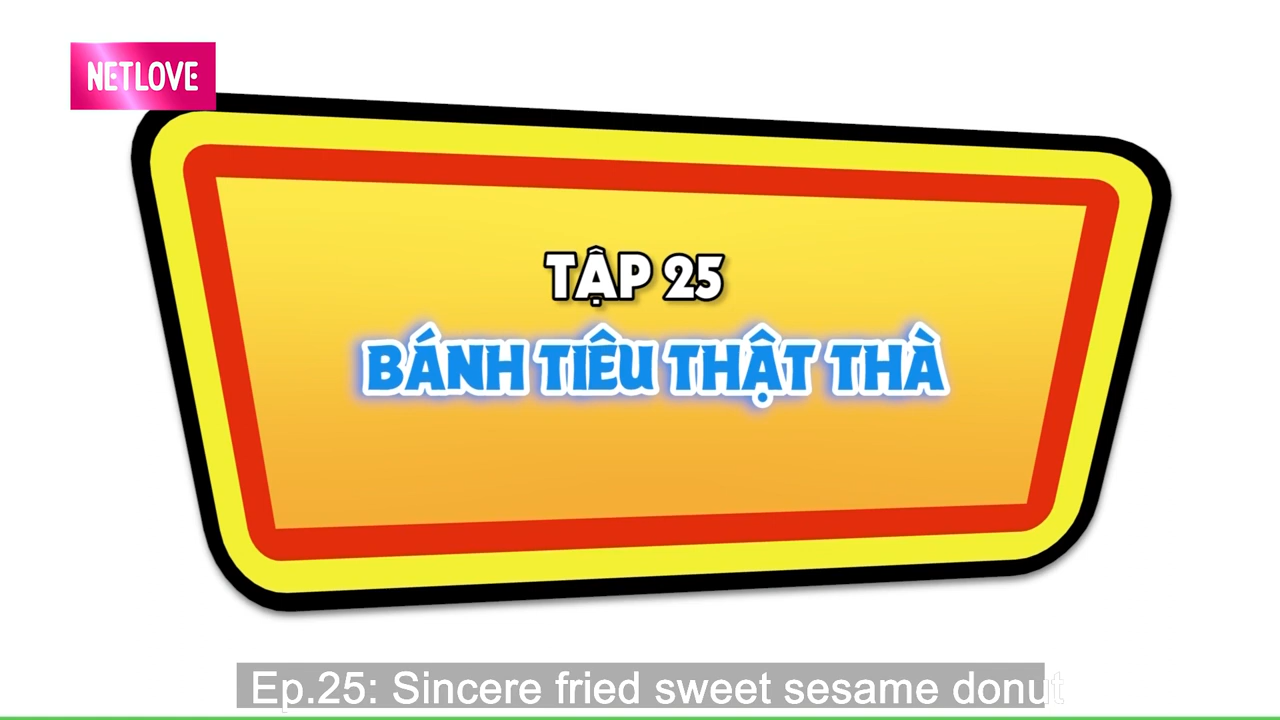 NETLOVE
TẬP 25
BÁNH TIÊU THẬT THÀ
Ep.25: Sincere fried sweet sesame donut